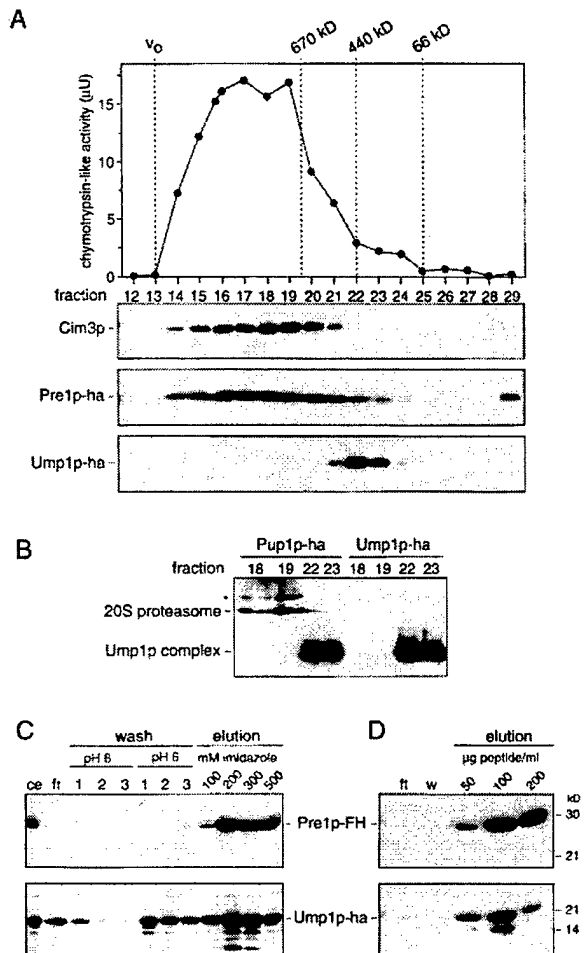 A
V₀ 670 kD 440 kD 66 kD
chymotrypsin-like activity (μU)
15
10
5
0
fraction 12 13 14 15 16 17 18 19 20 21 22 23 24 25 26 27 28 29
Cim3p
Pre1p-ha
Ump1p-ha
B
Pup1p-ha Ump1p-ha
fraction 18 19 22 23 18 19 22 23
20S proteasome
Ump1p complex
C
wash elution
pH 6 pH 6 mM imidazole
ce ft 1 2 3 1 2 3 100 200 300 500
Pre1p-FH
Ump1p-ha
D
elution
μg peptide/ml
ft w 50 100 200
kD
30
21
21
14